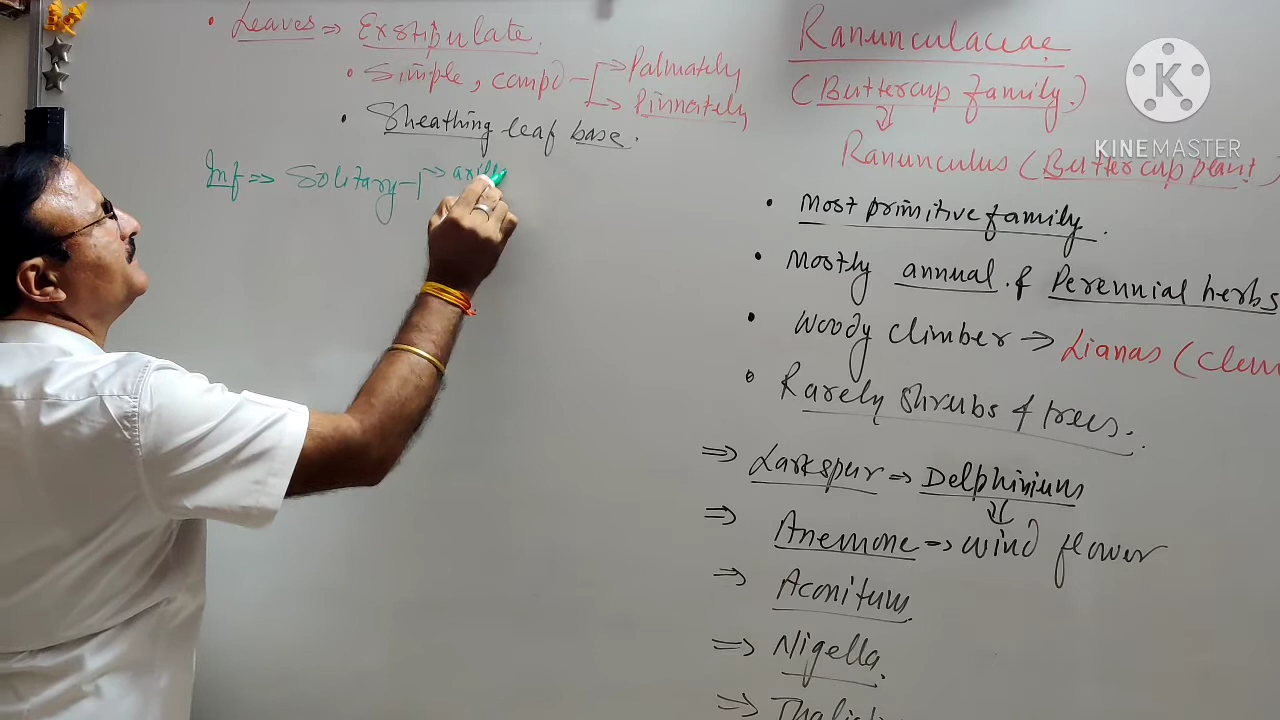 • Leaves ⇒ Exstipulate.
• Simple, compd → Palmately
→ Pinnately
• Sheathing leaf base.
Inf ⇒ Solitary →
Ranunculaceae
(Buttercup family.)
Ranunculus (Buttercup plant)
• Most primitive family.
• Mostly annual & Perennial herbs
• Woody climber → Lianas (Clem
• Rarely shrubs & trees.
⇒ Larkspur ⇒ Delphinium
⇒ Anemone ⇒ wind flower
⇒ Aconitum
⇒ Nigella.
⇒
K
KINEMASTER